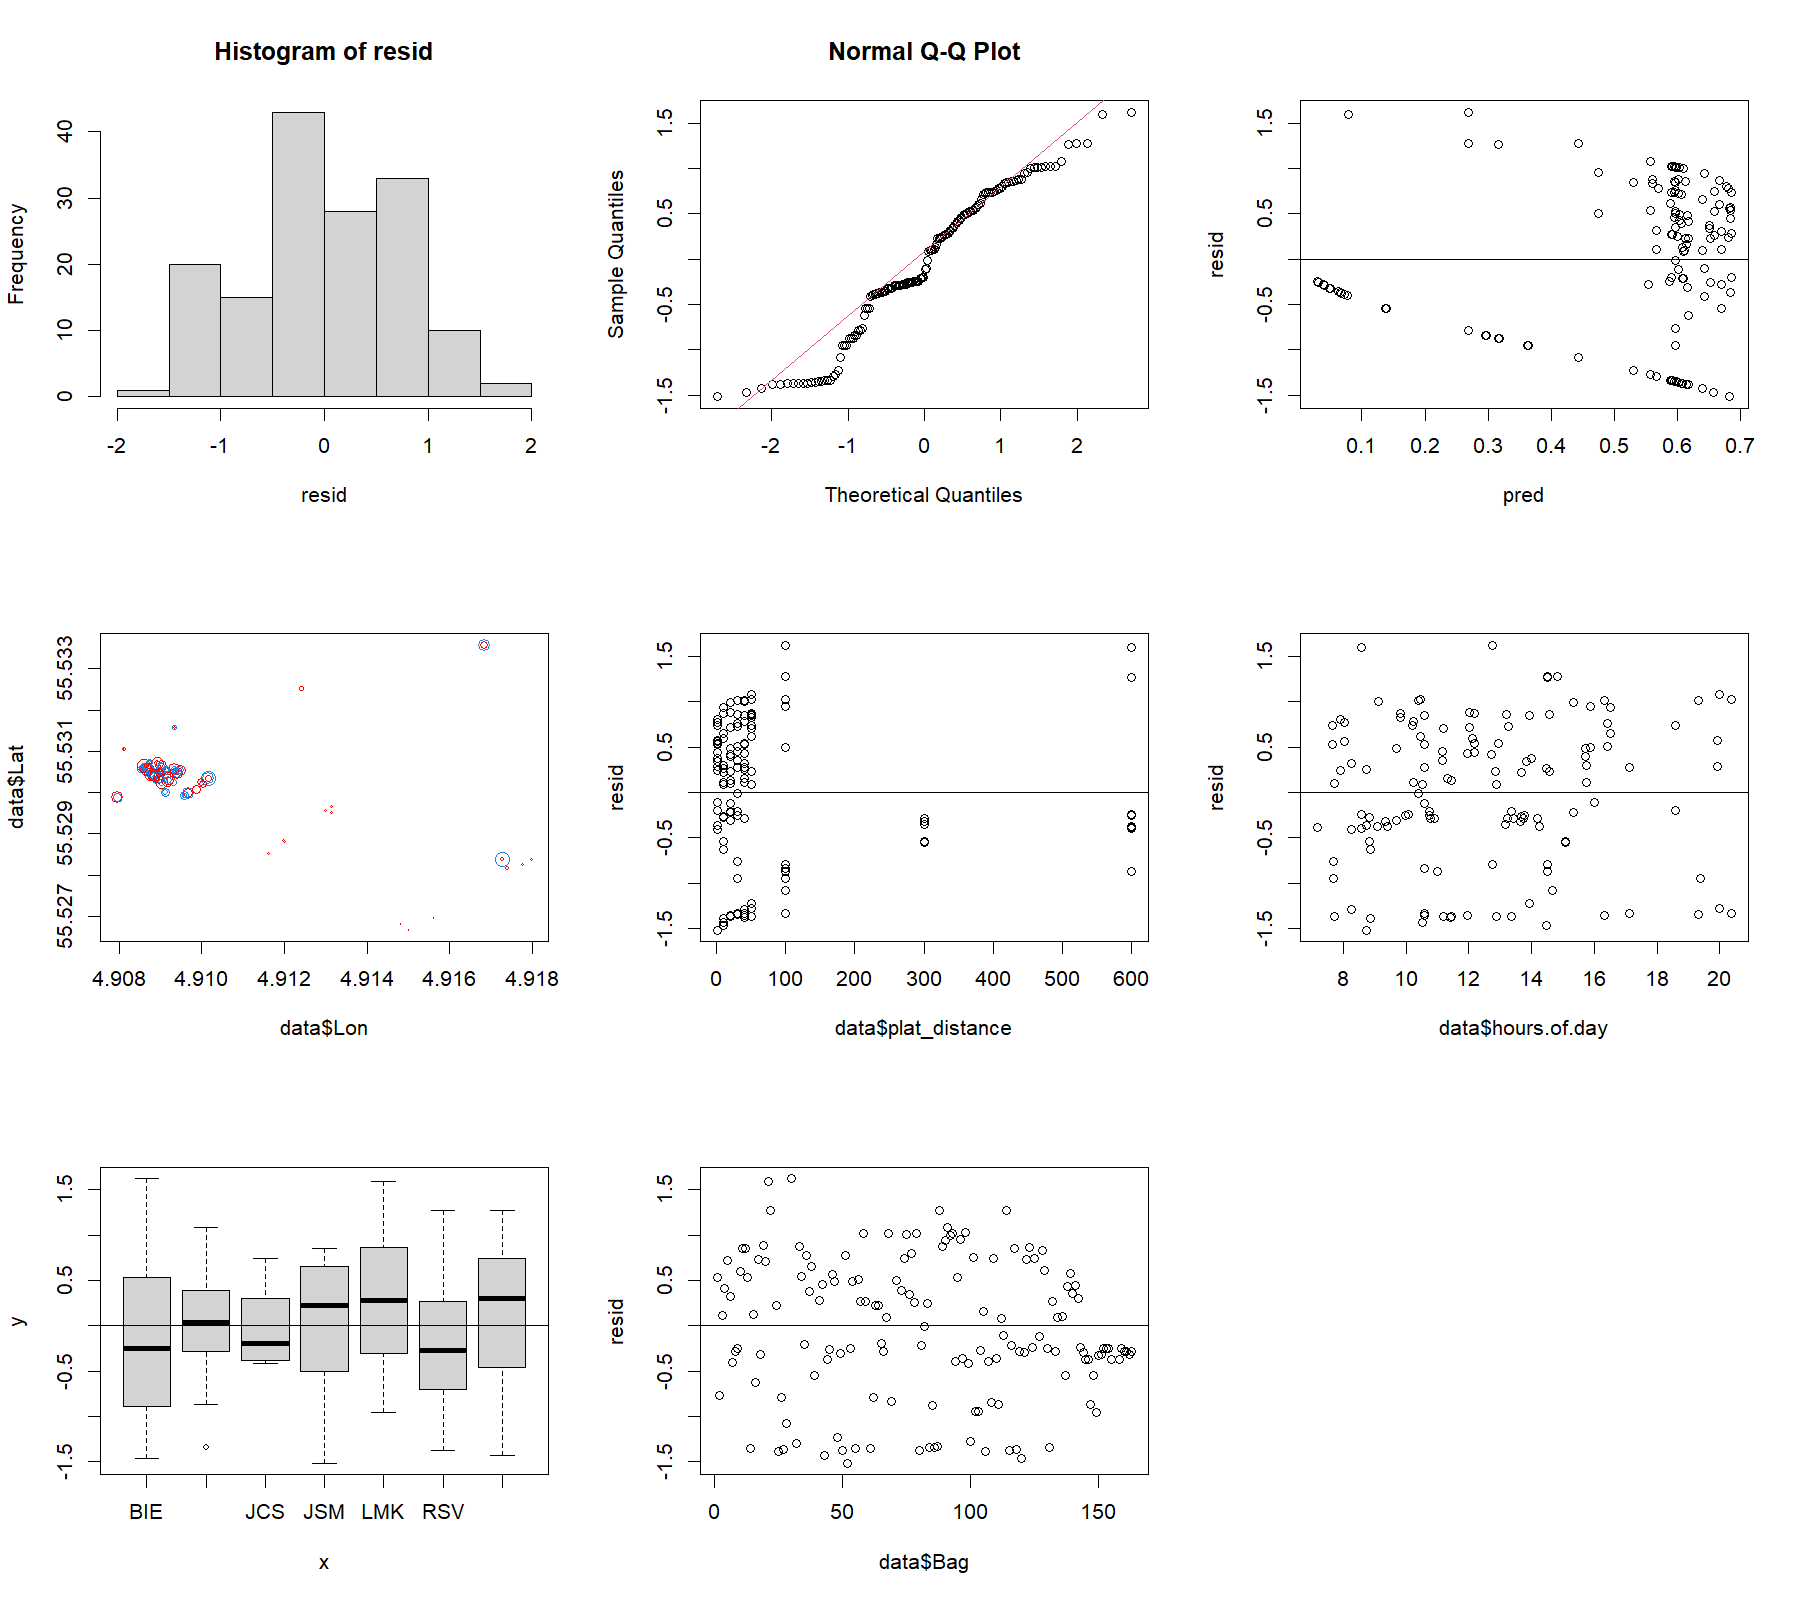 Histogram of resid
Frequency
0 10 20 30 40
-2 -1 0 1 2
resid
Normal Q-Q Plot
Sample Quantiles
-1.5 -0.5 0.5 1.5
-2 -1 0 1 2
Theoretical Quantiles
resid
-1.5 -0.5 0.5 1.5
0.1 0.2 0.3 0.4 0.5 0.6 0.7
pred
data$Lat
55.527 55.529 55.531 55.533
4.908 4.910 4.912 4.914 4.916 4.918
data$Lon
resid
-1.5 -0.5 0.5 1.5
0 100 200 300 400 500 600
data$plat_distance
resid
-1.5 -0.5 0.5 1.5
8 10 12 14 16 18 20
data$hours.of.day
y
-1.5 -0.5 0.5 1.5
BIE JCS JSM LMK RSV
x
resid
-1.5 -0.5 0.5 1.5
0 50 100 150
data$Bag